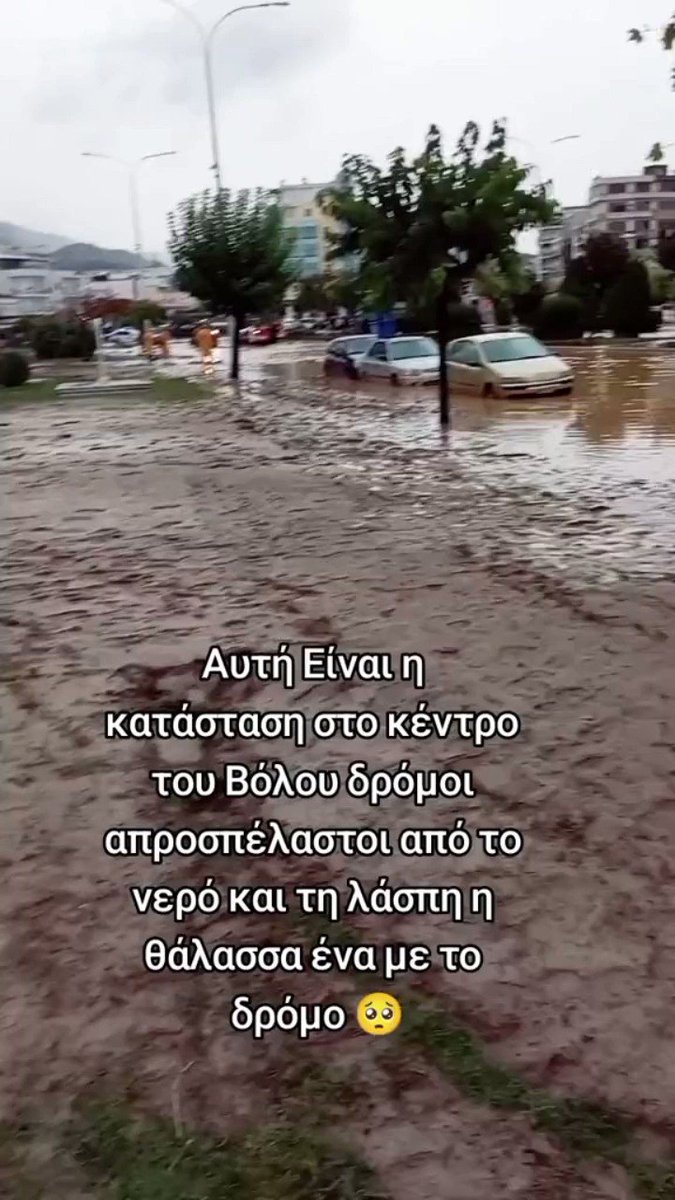 Αυτή Είναι η
κατάσταση στο κέντρο
του Βόλου δρόμοι
απροσπέλαστοι από το
νερό και τη λάσπη η
θάλασσα ένα με το
δρόμο 🥺